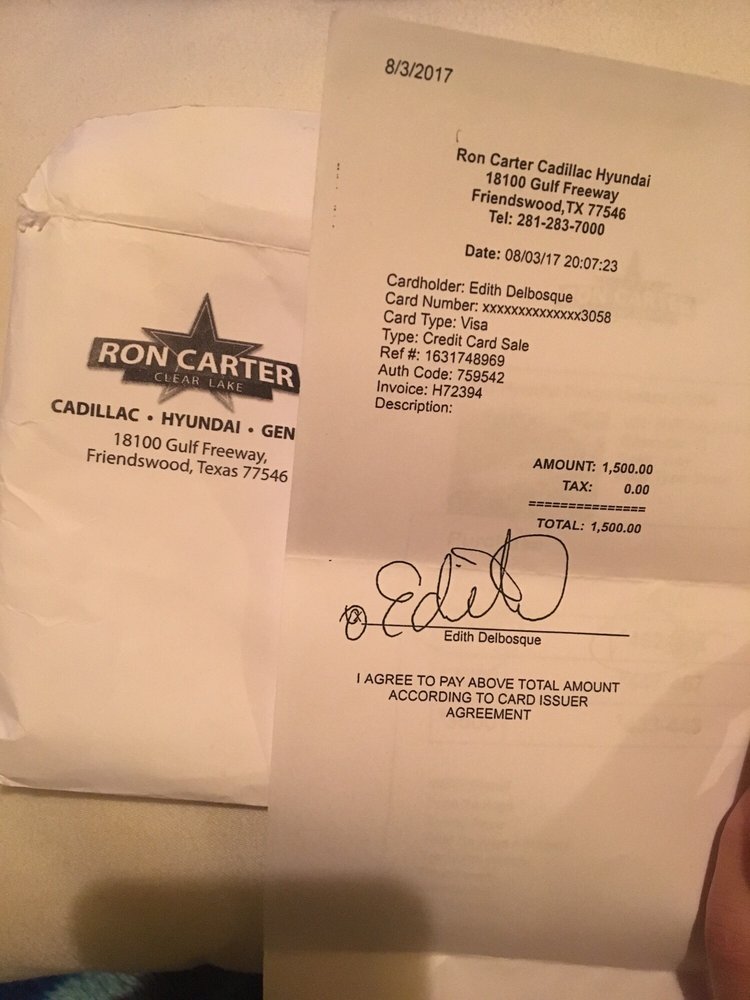 RON CARTER
CLEAR LAKE
CADILLAC • HYUNDAI • GEN
18100 Gulf Freeway,
Friendswood, Texas 77546
8/3/2017
Ron Carter Cadillac Hyundai
18100 Gulf Freeway
Friendswood,TX 77546
Tel: 281-283-7000
Date: 08/03/17 20:07:23
Cardholder: Edith Delbosque
Card Number: xxxxxxxxxxxxxx3058
Card Type: Visa
Type: Credit Card Sale
Ref #: 1631748969
Auth Code: 759542
Invoice: H72394
Description:
AMOUNT: 1,500.00
TAX: 0.00
===============
TOTAL: 1,500.00
Edith D
Edith Delbosque
I AGREE TO PAY ABOVE TOTAL AMOUNT
ACCORDING TO CARD ISSUER
AGREEMENT